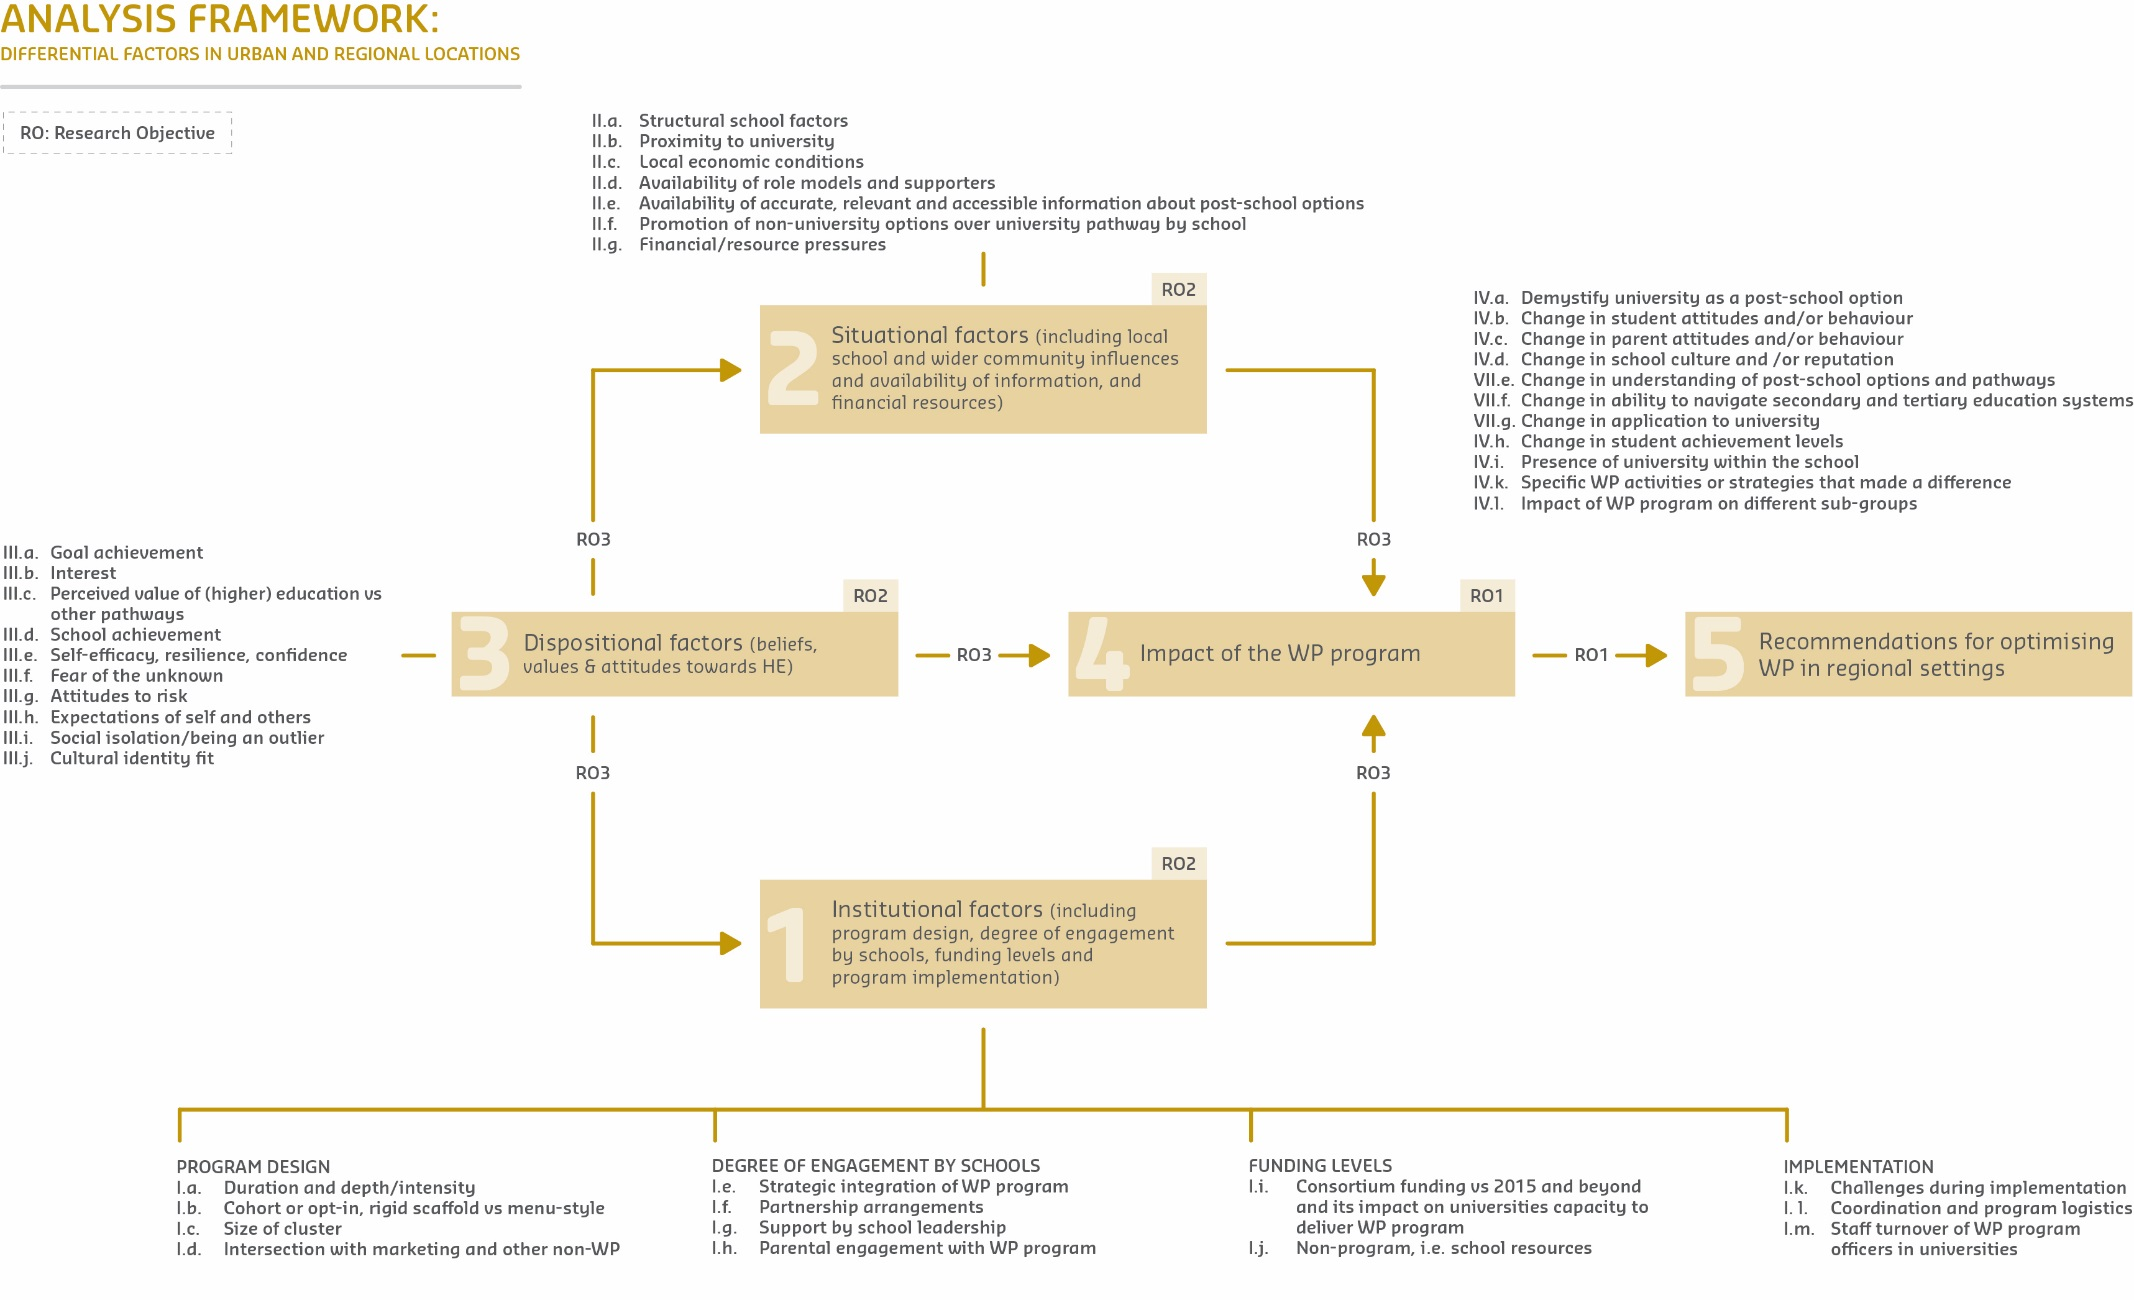 ANALYSIS FRAMEWORK:
DIFFERENTIAL FACTORS IN URBAN AND REGIONAL LOCATIONS
RO: Research Objective
II.a. Structural school factors
II.b. Proximity to university
II.c. Local economic conditions
II.d. Availability of role models and supporters
II.e. Availability of accurate, relevant and accessible information about post-school options
II.f. Promotion of non-university options over university pathway by school
II.g. Financial/resource pressures
RO2
2
Situational factors (including local
school and wider community influences
and availability of information, and
financial resources)
IV.a. Demystify university as a post-school option
IV.b. Change in student attitudes and/or behaviour
IV.c. Change in parent attitudes and/or behaviour
IV.d. Change in school culture and /or reputation
VII.e. Change in understanding of post-school options and pathways
VII.f. Change in ability to navigate secondary and tertiary education systems
VII.g. Change in application to university
IV.h. Change in student achievement levels
IV.i. Presence of university within the school
IV.k. Specific WP activities or strategies that made a difference
IV.l. Impact of WP program on different sub-groups
RO3
RO3
III.a. Goal achievement
III.b. Interest
III.c. Perceived value of (higher) education vs
other pathways
III.d. School achievement
III.e. Self-efficacy, resilience, confidence
III.f. Fear of the unknown
III.g. Attitudes to risk
III.h. Expectations of self and others
III.i. Social isolation/being an outlier
III.j. Cultural identity fit
RO2
3
Dispositional factors (beliefs,
values & attitudes towards HE)
RO3
RO1
4
Impact of the WP program
RO1
5
Recommendations for optimising
WP in regional settings
RO3
RO3
RO2
1
Institutional factors (including
program design, degree of engagement
by schools, funding levels and
program implementation)
PROGRAM DESIGN
I.a. Duration and depth/intensity
I.b. Cohort or opt-in, rigid scaffold vs menu-style
I.c. Size of cluster
I.d. Intersection with marketing and other non-WP
DEGREE OF ENGAGEMENT BY SCHOOLS
I.e. Strategic integration of WP program
I.f. Partnership arrangements
I.g. Support by school leadership
I.h. Parental engagement with WP program
FUNDING LEVELS
I.i. Consortium funding vs 2015 and beyond
and its impact on universities capacity to
deliver WP program
I.j. Non-program, i.e. school resources
IMPLEMENTATION
I.k. Challenges during implementation
I. l. Coordination and program logistics
I.m. Staff turnover of WP program
officers in universities